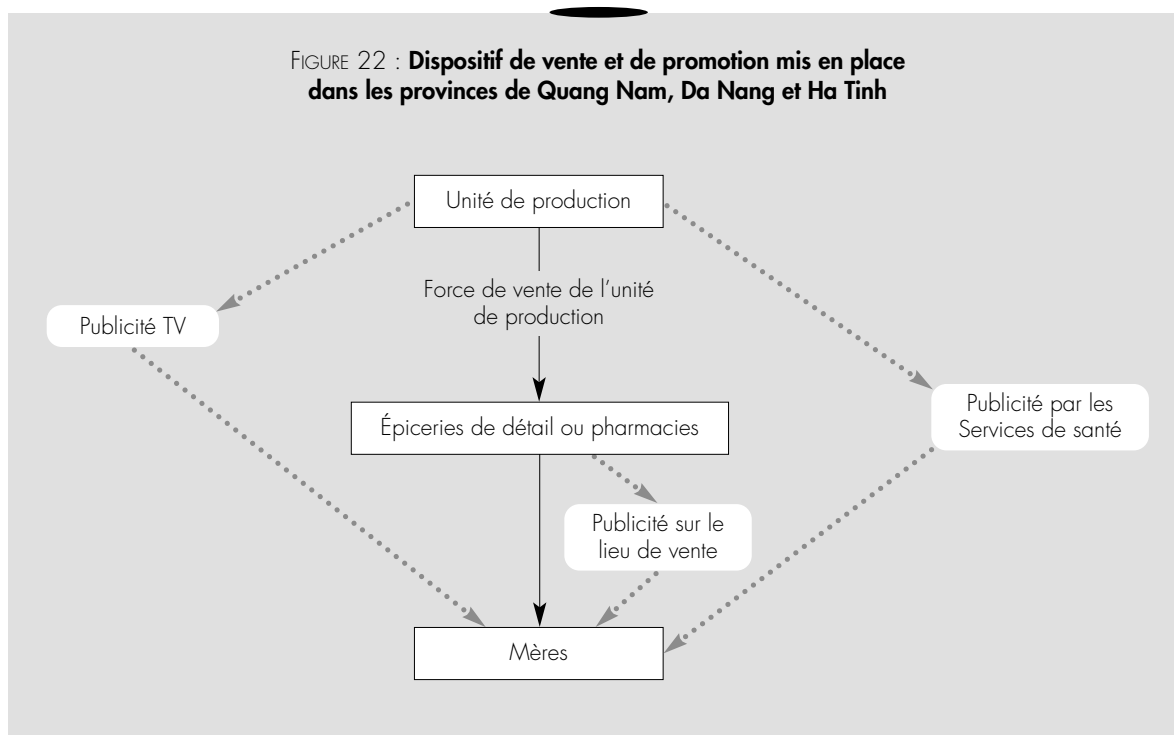 FIGURE 22 : Dispositif de vente et de promotion mis en place
dans les provinces de Quang Nam, Da Nang et Ha Tinh
Unité de production
Force de vente de l’unité
de production
Publicité TV
Épiceries de détail ou pharmacies
Publicité par les
Services de santé
Publicité sur le
lieu de vente
Mères